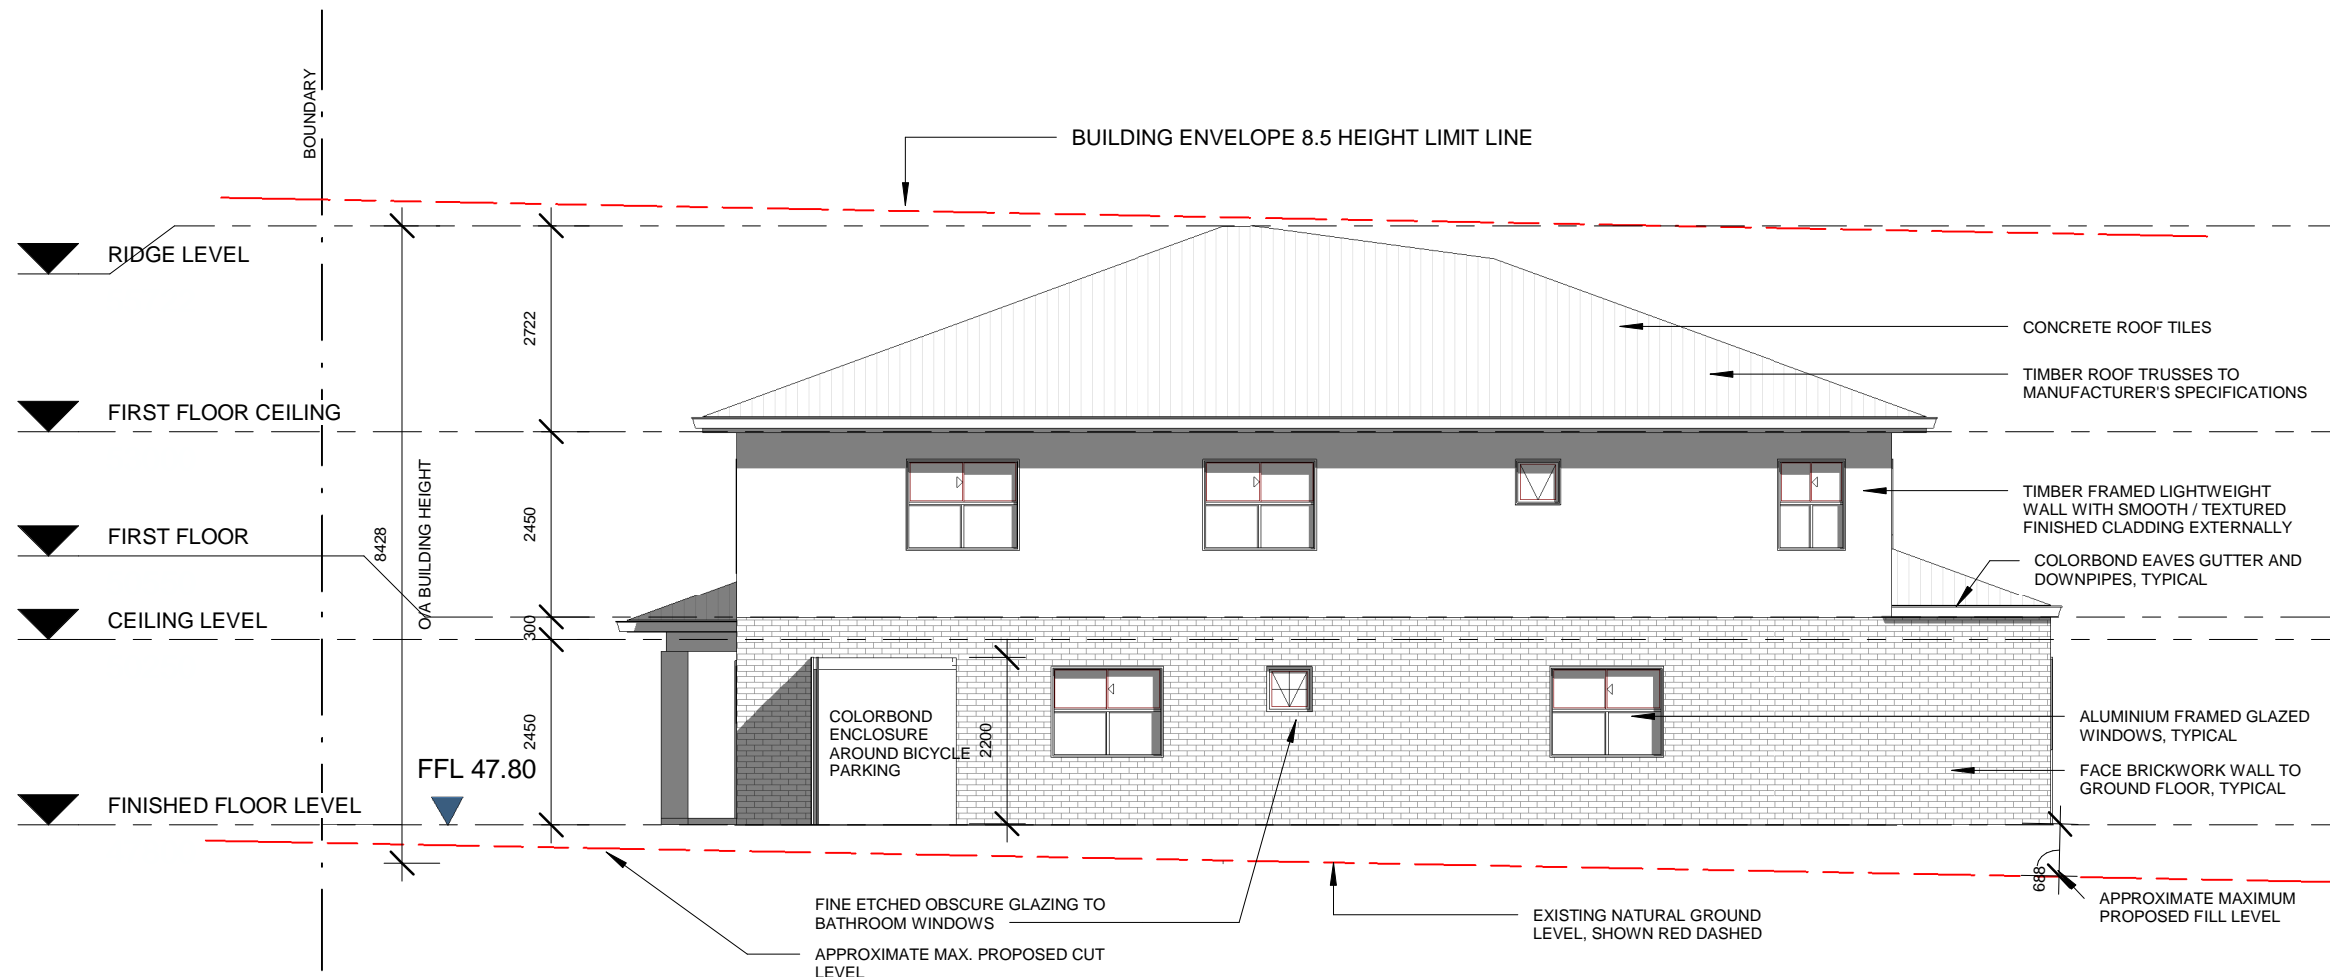 BOUNDARY
BUILDING ENVELOPE 8.5 HEIGHT LIMIT LINE
RIDGE LEVEL
2722
CONCRETE ROOF TILES
TIMBER ROOF TRUSSES TO
MANUFACTURER'S SPECIFICATIONS
FIRST FLOOR CEILING
TIMBER FRAMED LIGHTWEIGHT
WALL WITH SMOOTH / TEXTURED
FINISHED CLADDING EXTERNALLY
2450
FIRST FLOOR
8428
O/A BUILDING HEIGHT
COLORBOND EAVES GUTTER AND
DOWNPIPES, TYPICAL
CEILING LEVEL
300
2450
COLORBOND
ENCLOSURE
AROUND BICYCLE
PARKING
2200
ALUMINIUM FRAMED GLAZED
WINDOWS, TYPICAL
FFL 47.80
FACE BRICKWORK WALL TO
GROUND FLOOR, TYPICAL
FINISHED FLOOR LEVEL
688
FINE ETCHED OBSCURE GLAZING TO
BATHROOM WINDOWS
EXISTING NATURAL GROUND
LEVEL, SHOWN RED DASHED
APPROXIMATE MAXIMUM
PROPOSED FILL LEVEL
APPROXIMATE MAX. PROPOSED CUT
LEVEL